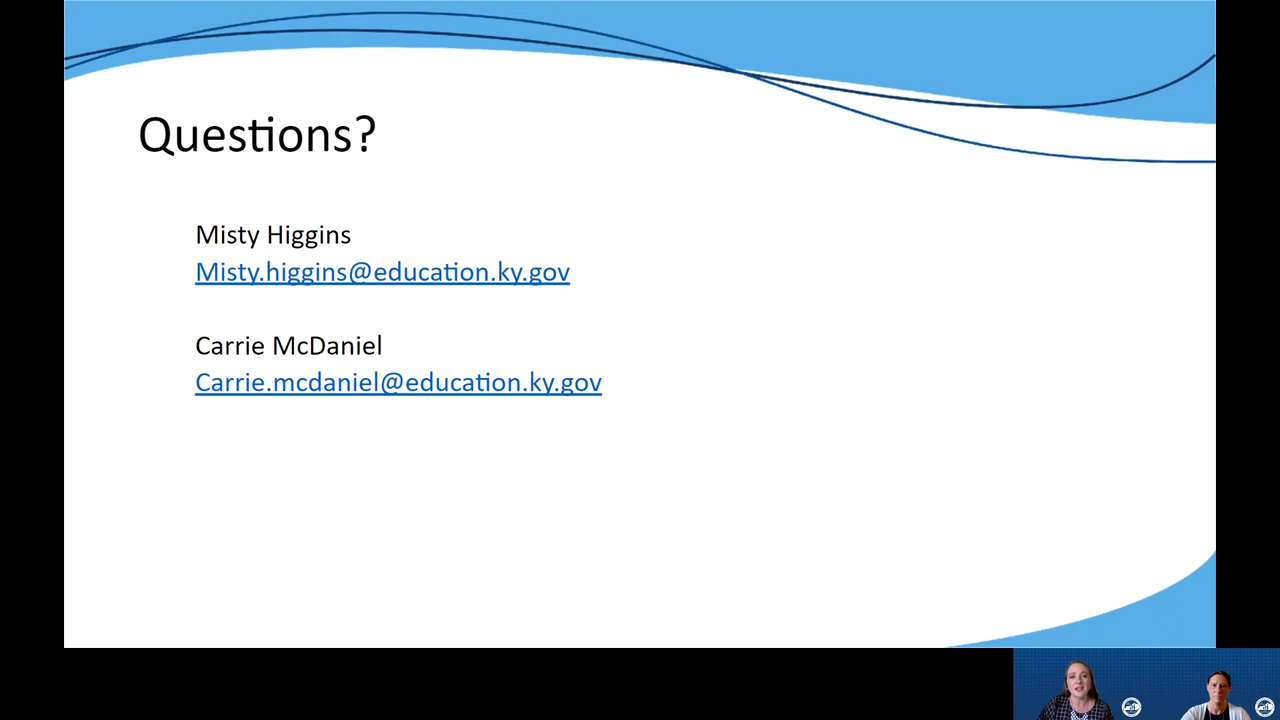 Questions?
Misty Higgins
Misty.higgins@education.ky.gov
Carrie McDaniel
Carrie.mcdaniel@education.ky.gov